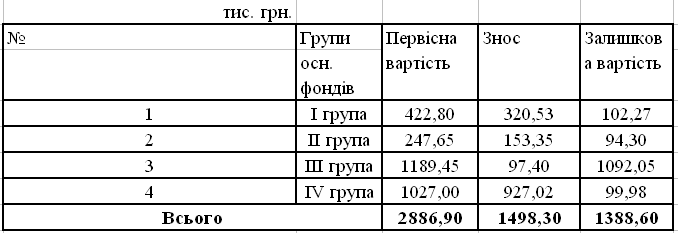 тис. грн.
№ Групи осн. фондів Первісна вартість Знос Залишкова вартість
1 І група 422,80 320,53 102,27
2 ІІ група 247,65 153,35 94,30
3 ІІІ група 1189,45 97,40 1092,05
4 IV група 1027,00 927,02 99,98
Всього 2886,90 1498,30 1388,60